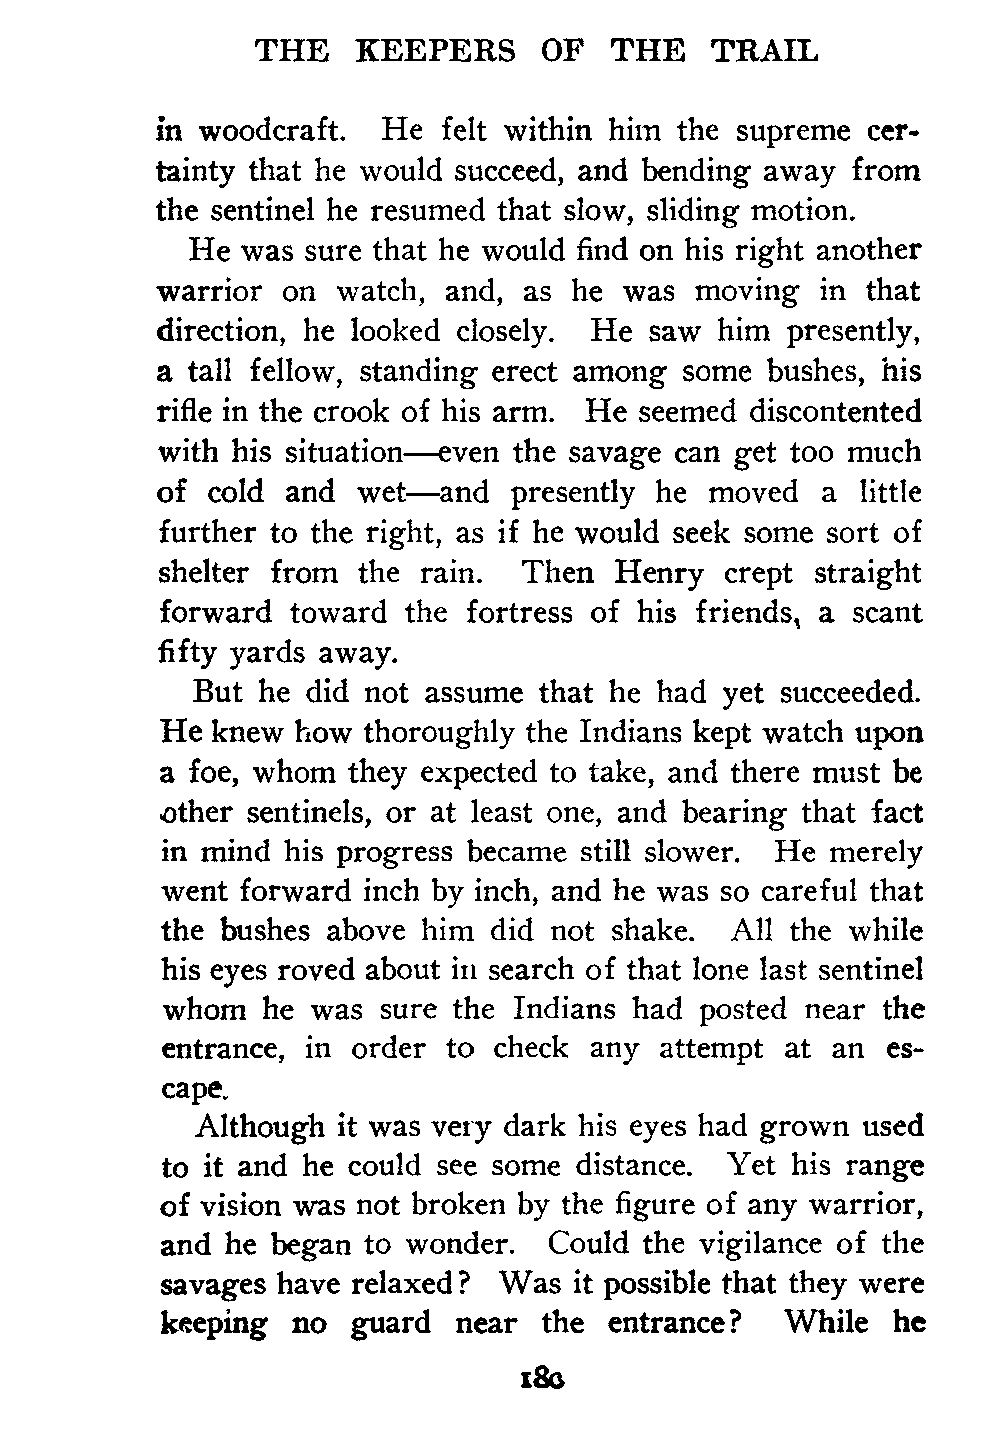 THE KEEPERS OF THE TRAIL
in woodcraft. He felt within him the supreme cer-
tainty that he would succeed, and bending away from
the sentinel he resumed that slow, sliding motion.
He was sure that he would find on his right another
warrior on watch, and, as he was moving in that
direction, he looked closely. He saw him presently,
a tall fellow, standing erect among some bushes, his
rifle in the crook of his arm. He seemed discontented
with his situation—even the savage can get too much
of cold and wet—and presently he moved a little
further to the right, as if he would seek some sort of
shelter from the rain. Then Henry crept straight
forward toward the fortress of his friends, a scant
fifty yards away.
But he did not assume that he had yet succeeded.
He knew how thoroughly the Indians kept watch upon
a foe, whom they expected to take, and there must be
other sentinels, or at least one, and bearing that fact
in mind his progress became still slower. He merely
went forward inch by inch, and he was so careful that
the bushes above him did not shake. All the while
his eyes roved about in search of that lone last sentinel
whom he was sure the Indians had posted near the
entrance, in order to check any attempt at an es-
cape.
Although it was very dark his eyes had grown used
to it and he could see some distance. Yet his range
of vision was not broken by the figure of any warrior,
and he began to wonder. Could the vigilance of the
savages have relaxed? Was it possible that they were
keeping no guard near the entrance? While he
180